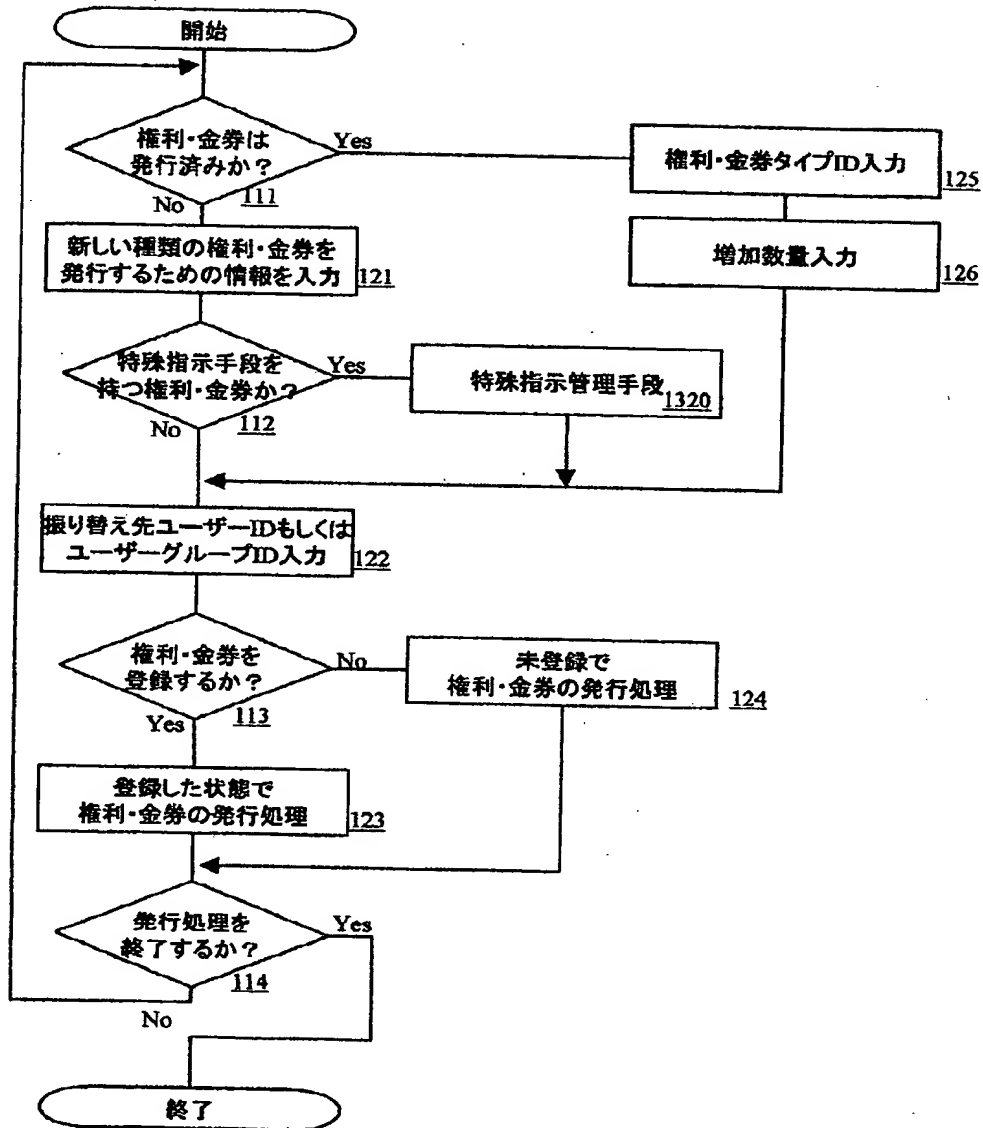 開始
権利・金券は
発行済みか？
111
Yes
No
権利・金券タイプID入力
125
新しい種類の権利・金券を
発行するための情報を入力
121
増加数量入力
126
特殊指示手段を
持つ権利・金券か？
112
Yes
No
特殊指示管理手段
1320
振り替え先ユーザーIDもしくは
ユーザーグループID入力
122
権利・金券を
登録するか？
113
No
Yes
未登録で
権利・金券の発行処理
124
登録した状態で
権利・金券の発行処理
123
発行処理を
終了するか？
114
Yes
No
終了